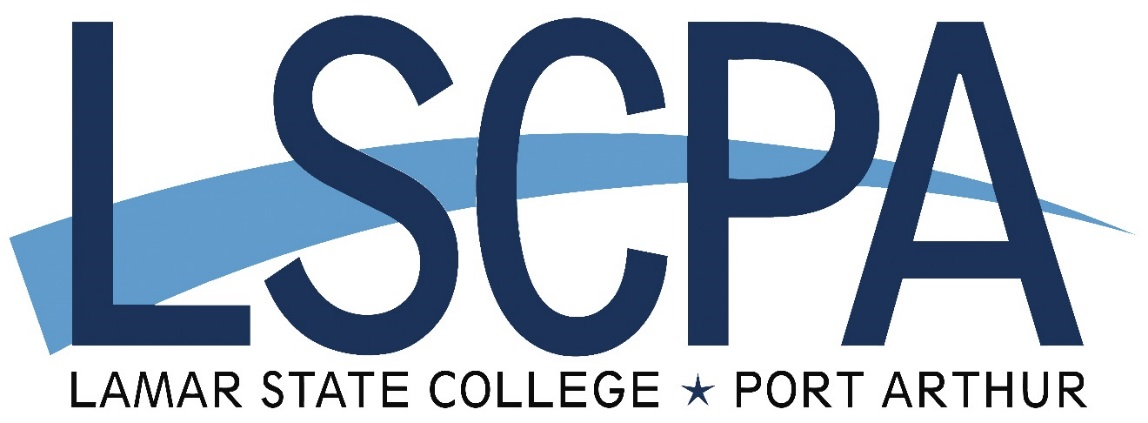 LSCPA
LAMAR STATE COLLEGE ★ PORT ARTHUR